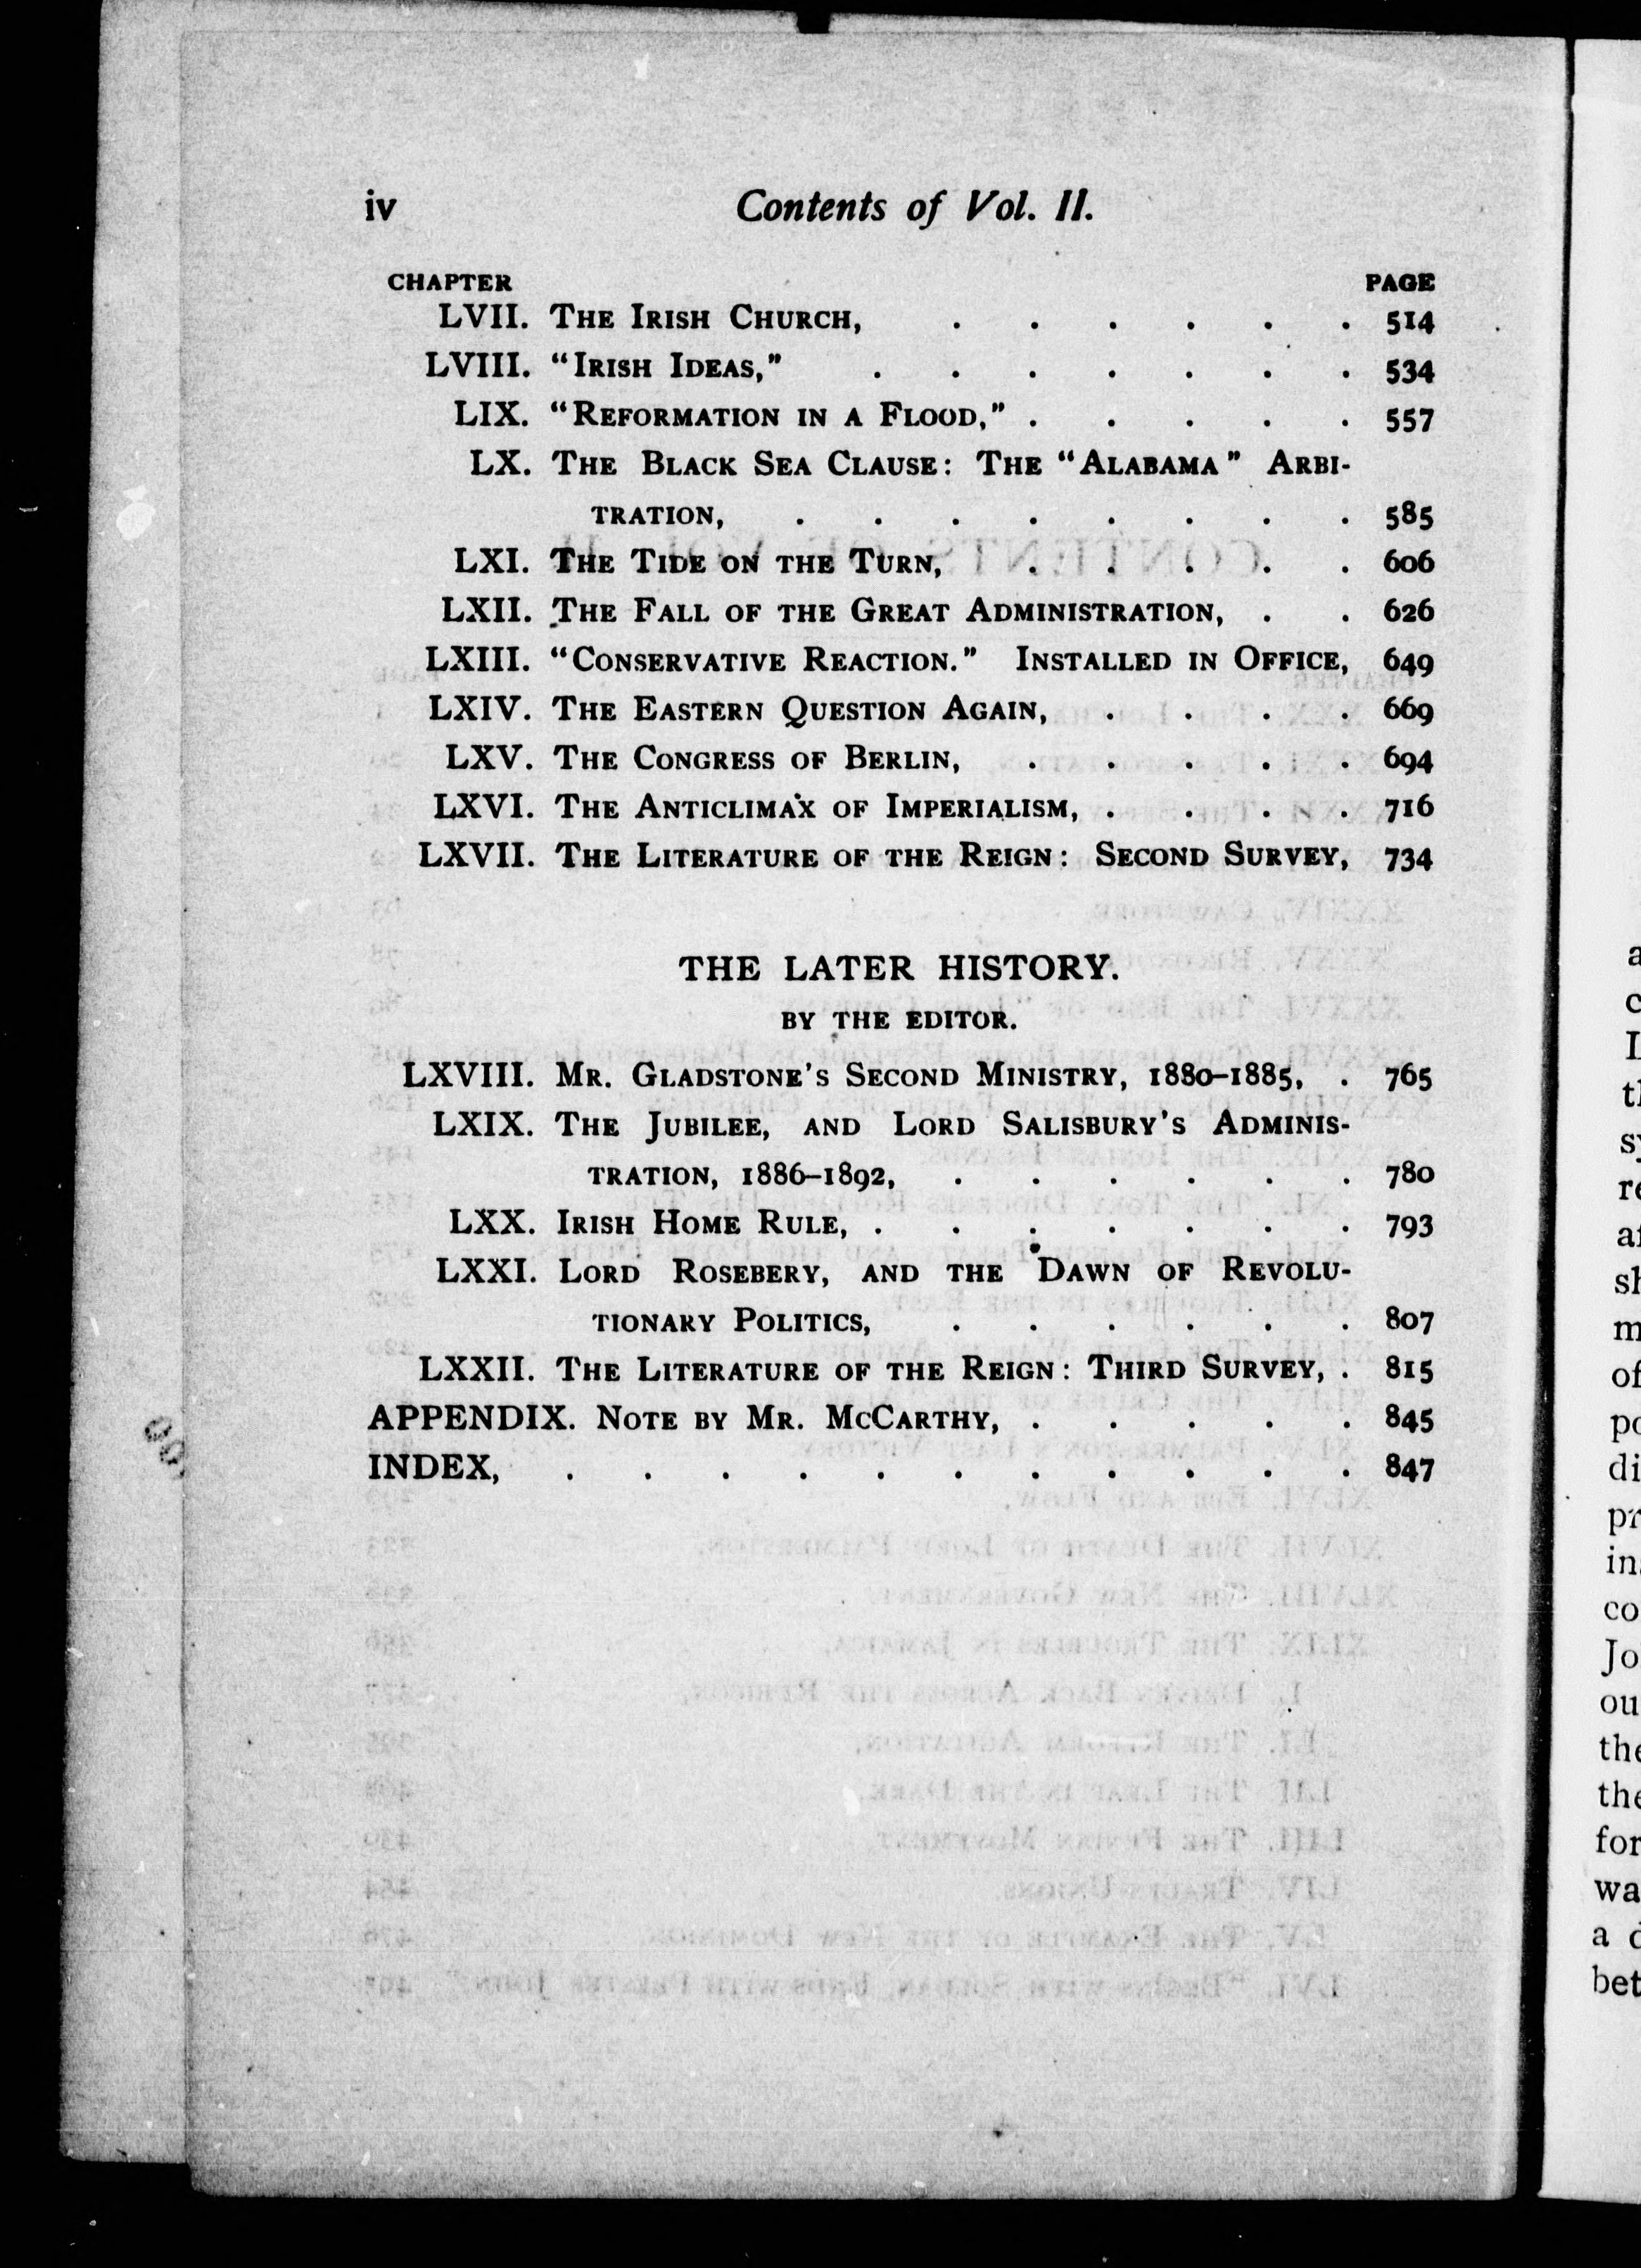 iv Contents of Vol. II.
CHAPTER PAGE
LVII. THE IRISH CHURCH, . . . . . . 514
LVIII. "IRISH IDEAS," . . . . . . . 534
LIX. "REFORMATION IN A FLOOD," . . . . . 557
LX. THE BLACK SEA CLAUSE: THE "ALABAMA" ARBI-
TRATION, . . . . . . . . 585
LXI. THE TIDE ON THE TURN, . . . . . 606
LXII. THE FALL OF THE GREAT ADMINISTRATION, . . 626
LXIII. "CONSERVATIVE REACTION." INSTALLED IN OFFICE, 649
LXIV. THE EASTERN QUESTION AGAIN, . . . . 669
LXV. THE CONGRESS OF BERLIN, . . . . . 694
LXVI. THE ANTICLIMAX OF IMPERIALISM, . . . . 716
LXVII. THE LITERATURE OF THE REIGN: SECOND SURVEY, 734
THE LATER HISTORY.
BY THE EDITOR.
LXVIII. MR. GLADSTONE'S SECOND MINISTRY, 1880–1885, . 765
LXIX. THE JUBILEE, AND LORD SALISBURY'S ADMINIS-
TRATION, 1886–1892, . . . . . . 780
LXX. IRISH HOME RULE, . . . . . . . 793
LXXI. LORD ROSEBERY, AND THE DAWN OF REVOLU-
TIONARY POLITICS, . . . . . . 807
LXXII. THE LITERATURE OF THE REIGN: THIRD SURVEY, . 815
APPENDIX. NOTE BY MR. MCCARTHY, . . . . . 845
INDEX, . . . . . . . . . . . 847